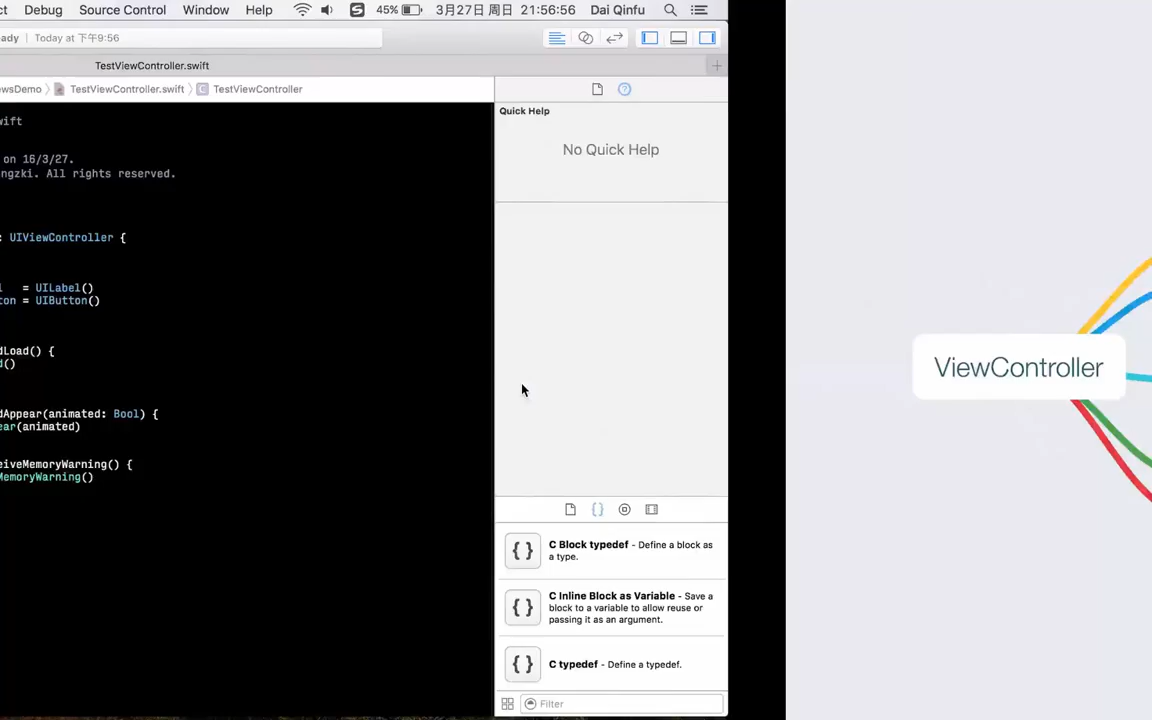 ct Debug Source Control Window Help 45% 3月27日 周日 21:56:56 Dai Qinfu
ady | Today at 下午9:56
TestViewController.swift
ewsDemo 〉 TestViewController.swift 〉 C TestViewController
Quick Help
No Quick Help
wift
on 16/3/27.
ngzki. All rights reserved.
: UIViewController {
l = UILabel()
ton = UIButton()
dLoad() {
d()
dAppear(animated: Bool) {
ear(animated)
eiveMemoryWarning() {
MemoryWarning()
ViewController
{ } C Block typedef - Define a block as
a type.
{ } C Inline Block as Variable - Save a
block to a variable to allow reuse or
passing it as an argument.
{ } C typedef - Define a typedef.
Filter